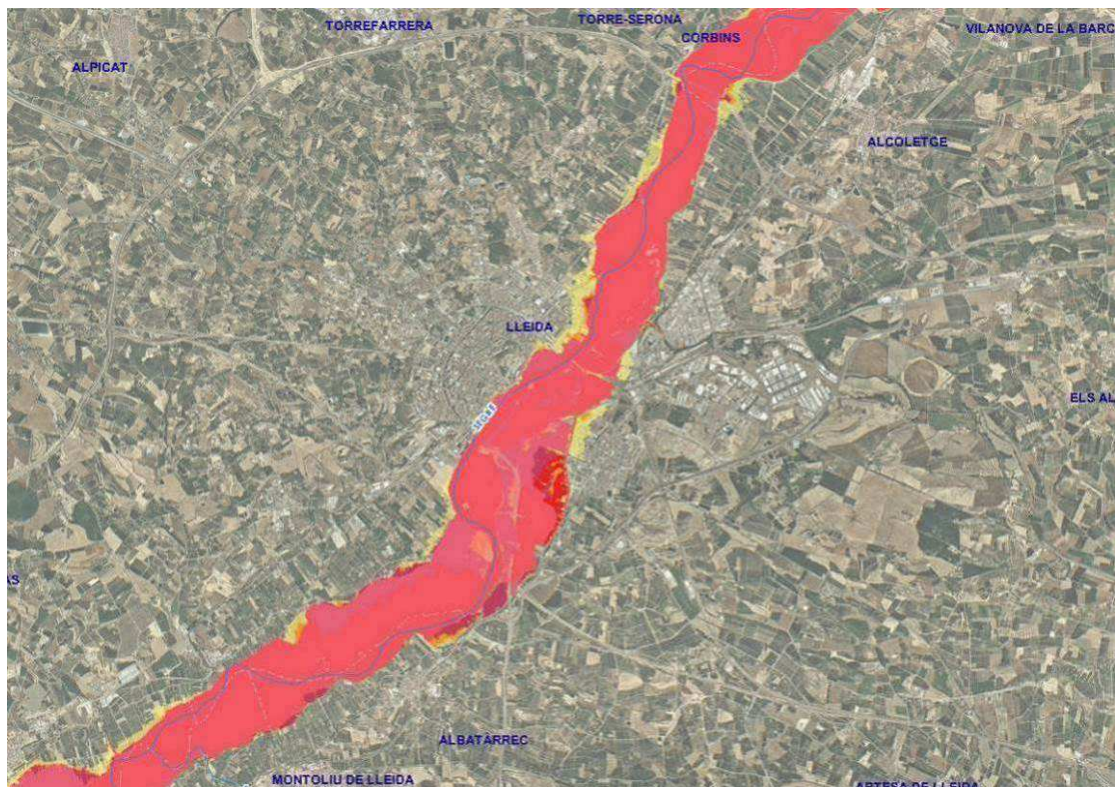 TORREFARRERA
TORRE-SERONA
VILANOVA DE LA BARC
CORBINS
ALPICAT
ALCOLETGE
LLEIDA
ELS AL
SEGRE
AS
ALBATÀRREC
MONTOLIU DE LLEIDA
ARTESA DE LLEIDA